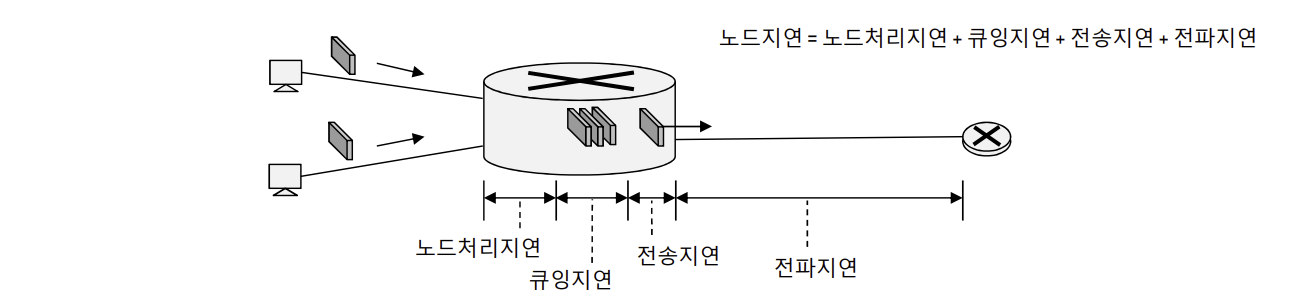 노드지연 = 노드처리지연 + 큐잉지연 + 전송지연 + 전파지연
노드처리지연
큐잉지연
전송지연
전파지연